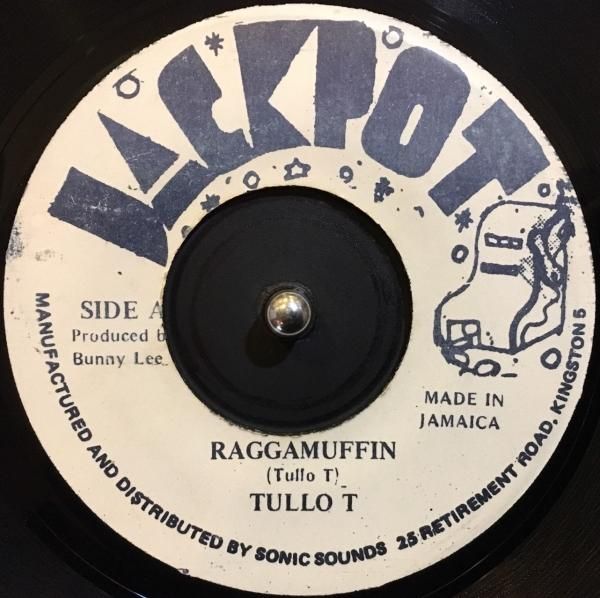 JACKPOT
SIDE A
Produced b
Bunny Lee
MADE IN
JAMAICA
RAGGAMUFFIN
(Tullo T)
TULLO T
MANUFACTURED AND DISTRIBUTED BY SONIC SOUNDS 25 RETIREMENT ROAD, KINGSTON 5